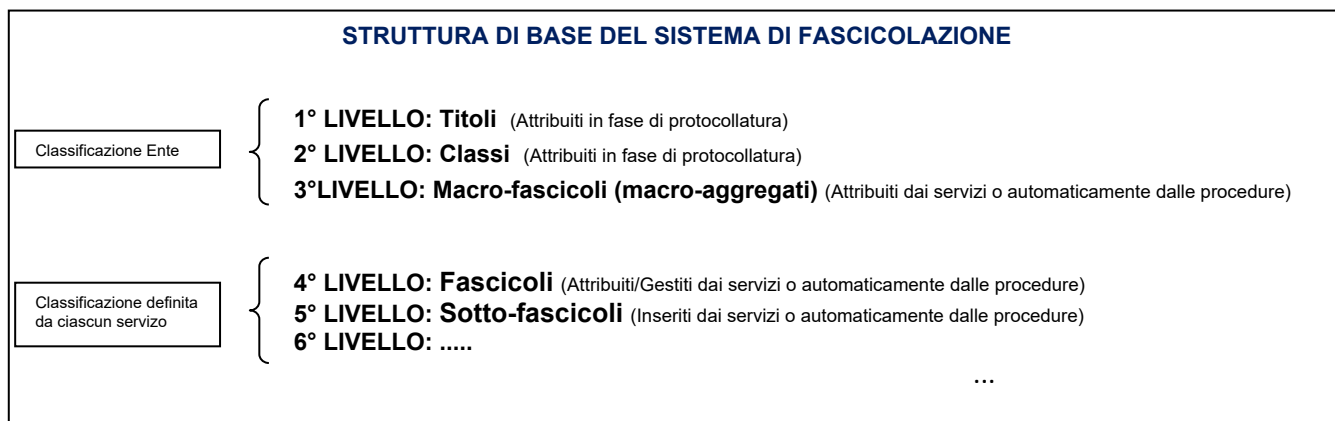 STRUTTURA DI BASE DEL SISTEMA DI FASCICOLAZIONE
Classificazione Ente
1° LIVELLO: Titoli (Attribuiti in fase di protocollatura)
2° LIVELLO: Classi (Attribuiti in fase di protocollatura)
3°LIVELLO: Macro-fascicoli (macro-aggregati) (Attribuiti dai servizi o automaticamente dalle procedure)
Classificazione definita
da ciascun servizo
4° LIVELLO: Fascicoli (Attribuiti/Gestiti dai servizi o automaticamente dalle procedure)
5° LIVELLO: Sotto-fascicoli (Inseriti dai servizi o automaticamente dalle procedure)
6° LIVELLO: .....
...